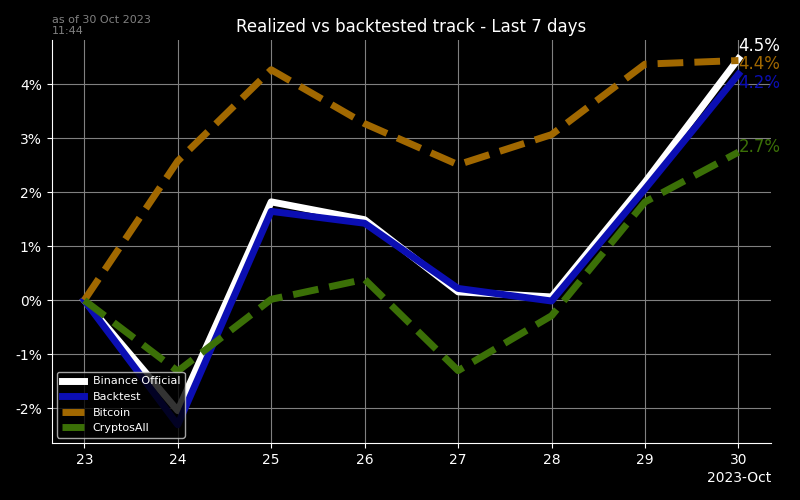 as of 30 Oct 2023
11:44
Realized vs backtested track - Last 7 days
4.5%
4.4%
4.2%
2.7%
4%
3%
2%
1%
0%
-1%
-2%
Binance Official
Backtest
Bitcoin
CryptosAll
23 24 25 26 27 28 29 30
2023-Oct